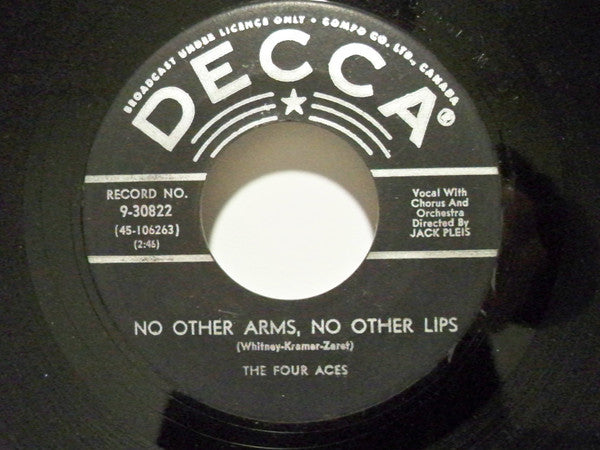 BROADCAST UNDER LICENCE ONLY • COMPO CO. LTD., CANADA
DECCA®
RECORD NO.
9-30822
(45-106263)
(2:46)
Vocal With
Chorus And
Orchestra
Directed By
JACK PLEIS
NO OTHER ARMS, NO OTHER LIPS
(Whitney-Kramer-Zaret)
THE FOUR ACES